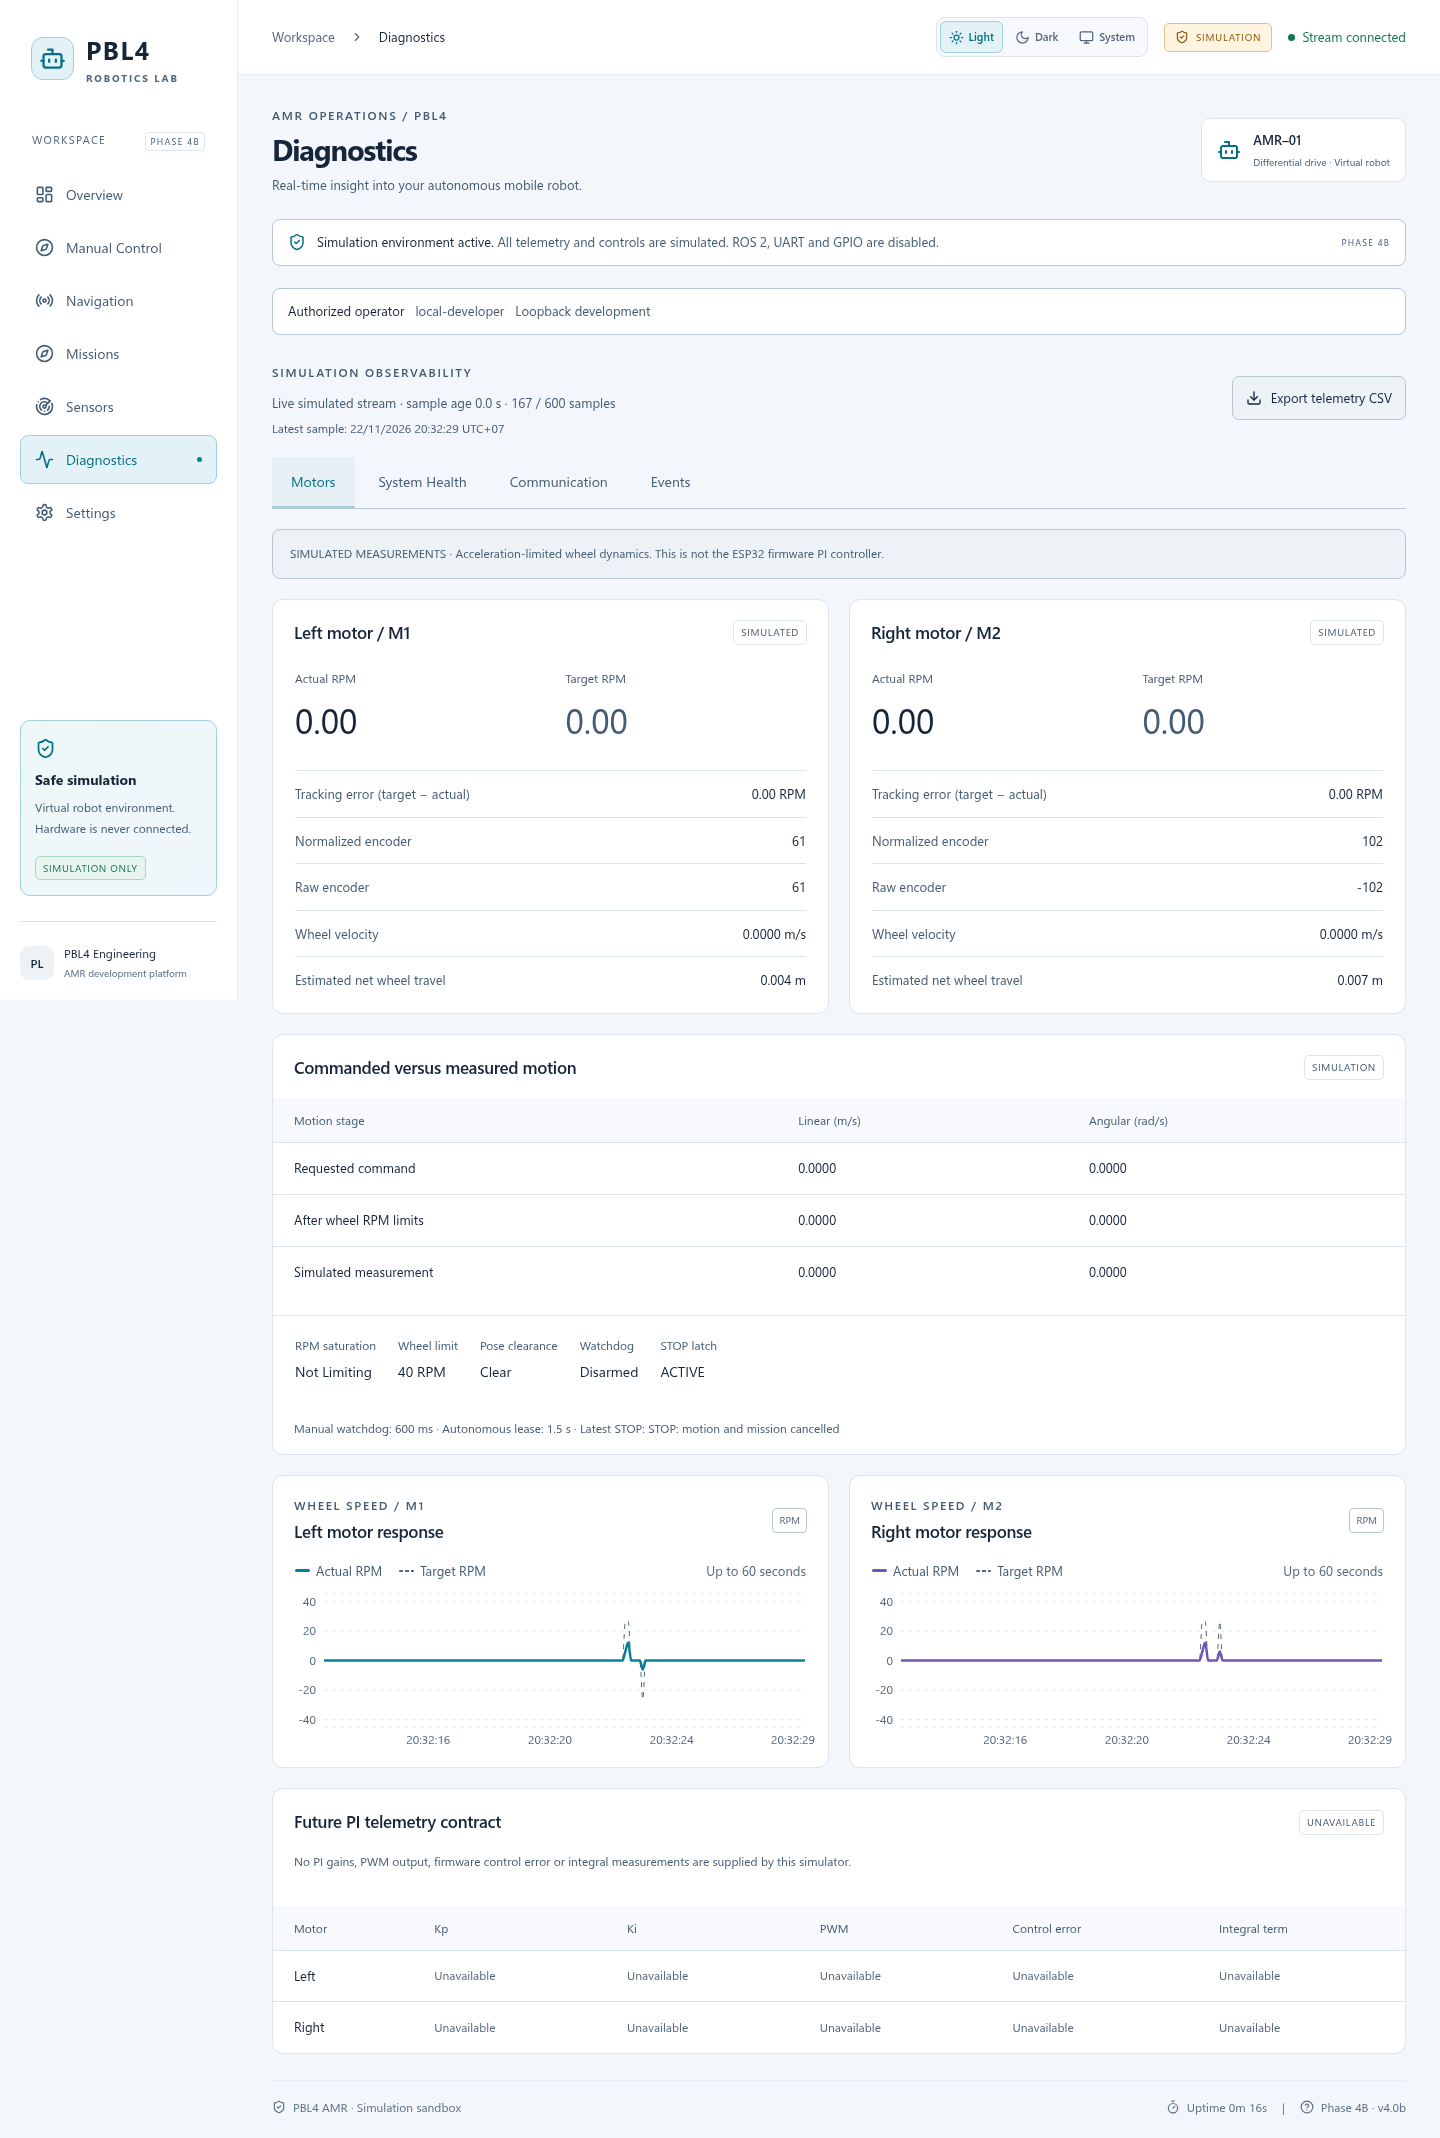 PBL4
ROBOTICS LAB
WORKSPACE
PHASE 4B
Overview
Manual Control
Navigation
Missions
Sensors
Diagnostics
Settings
Safe simulation
Virtual robot environment.
Hardware is never connected.
SIMULATION ONLY
PL
PBL4 Engineering
AMR development platform
Workspace > Diagnostics
Light
Dark
System
SIMULATION
Stream connected
AMR OPERATIONS / PBL4
Diagnostics
Real-time insight into your autonomous mobile robot.
AMR–01
Differential drive · Virtual robot
Simulation environment active. All telemetry and controls are simulated. ROS 2, UART and GPIO are disabled.
PHASE 4B
Authorized operator local-developer Loopback development
SIMULATION OBSERVABILITY
Live simulated stream · sample age 0.0 s · 167 / 600 samples
Latest sample: 22/11/2026 20:32:29 UTC+07
Export telemetry CSV
Motors
System Health
Communication
Events
SIMULATED MEASUREMENTS · Acceleration-limited wheel dynamics. This is not the ESP32 firmware PI controller.
Left motor / M1
SIMULATED
Actual RPM
Target RPM
0.00
0.00
Tracking error (target − actual) 0.00 RPM
Normalized encoder 61
Raw encoder 61
Wheel velocity 0.0000 m/s
Estimated net wheel travel 0.004 m
Right motor / M2
SIMULATED
Actual RPM
Target RPM
0.00
0.00
Tracking error (target − actual) 0.00 RPM
Normalized encoder 102
Raw encoder -102
Wheel velocity 0.0000 m/s
Estimated net wheel travel 0.007 m
Commanded versus measured motion
SIMULATION
Motion stage Linear (m/s) Angular (rad/s)
Requested command 0.0000 0.0000
After wheel RPM limits 0.0000 0.0000
Simulated measurement 0.0000 0.0000
RPM saturation Wheel limit Pose clearance Watchdog STOP latch
Not Limiting 40 RPM Clear Disarmed ACTIVE
Manual watchdog: 600 ms · Autonomous lease: 1.5 s · Latest STOP: STOP: motion and mission cancelled
WHEEL SPEED / M1
Left motor response
RPM
Actual RPM Target RPM Up to 60 seconds
40
20
0
-20
-40
20:32:16 20:32:20 20:32:24 20:32:29
WHEEL SPEED / M2
Right motor response
RPM
Actual RPM Target RPM Up to 60 seconds
40
20
0
-20
-40
20:32:16 20:32:20 20:32:24 20:32:29
Future PI telemetry contract
UNAVAILABLE
No PI gains, PWM output, firmware control error or integral measurements are supplied by this simulator.
Motor Kp Ki PWM Control error Integral term
Left Unavailable Unavailable Unavailable Unavailable Unavailable
Right Unavailable Unavailable Unavailable Unavailable Unavailable
PBL4 AMR · Simulation sandbox
Uptime 0m 16s | Phase 4B · v4.0b